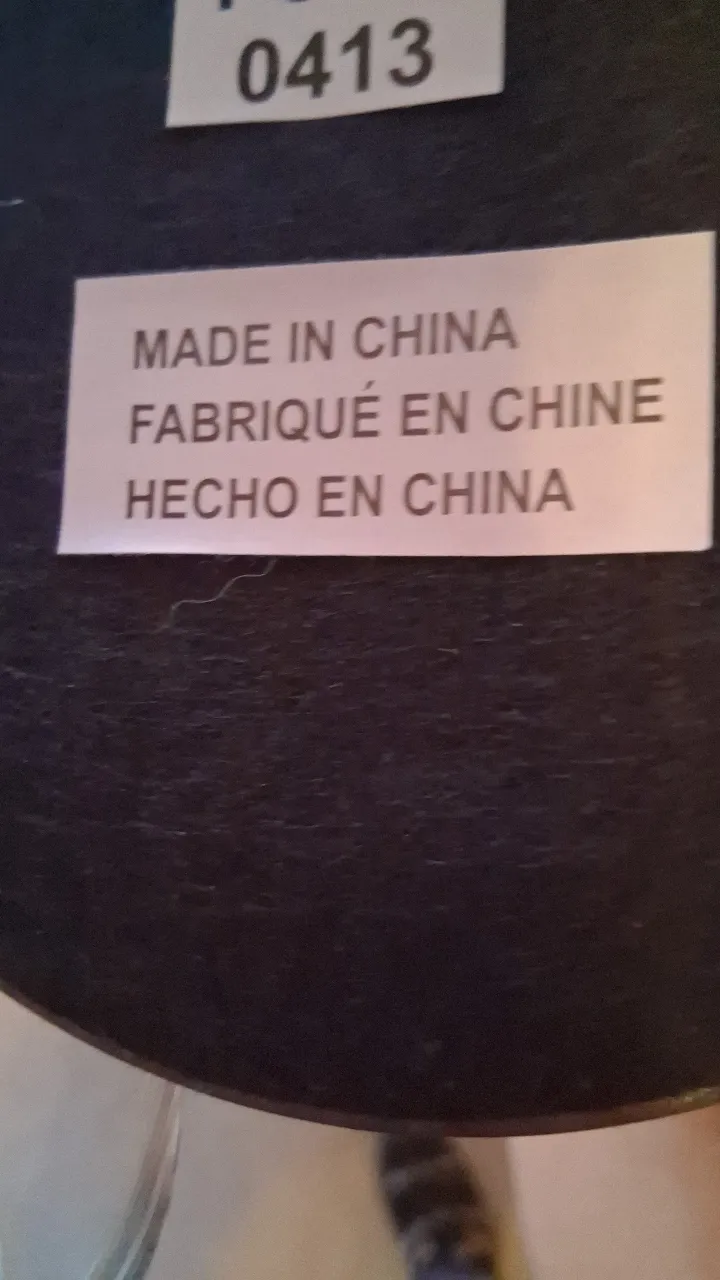 0413
MADE IN CHINA
FABRIQUÉ EN CHINE
HECHO EN CHINA